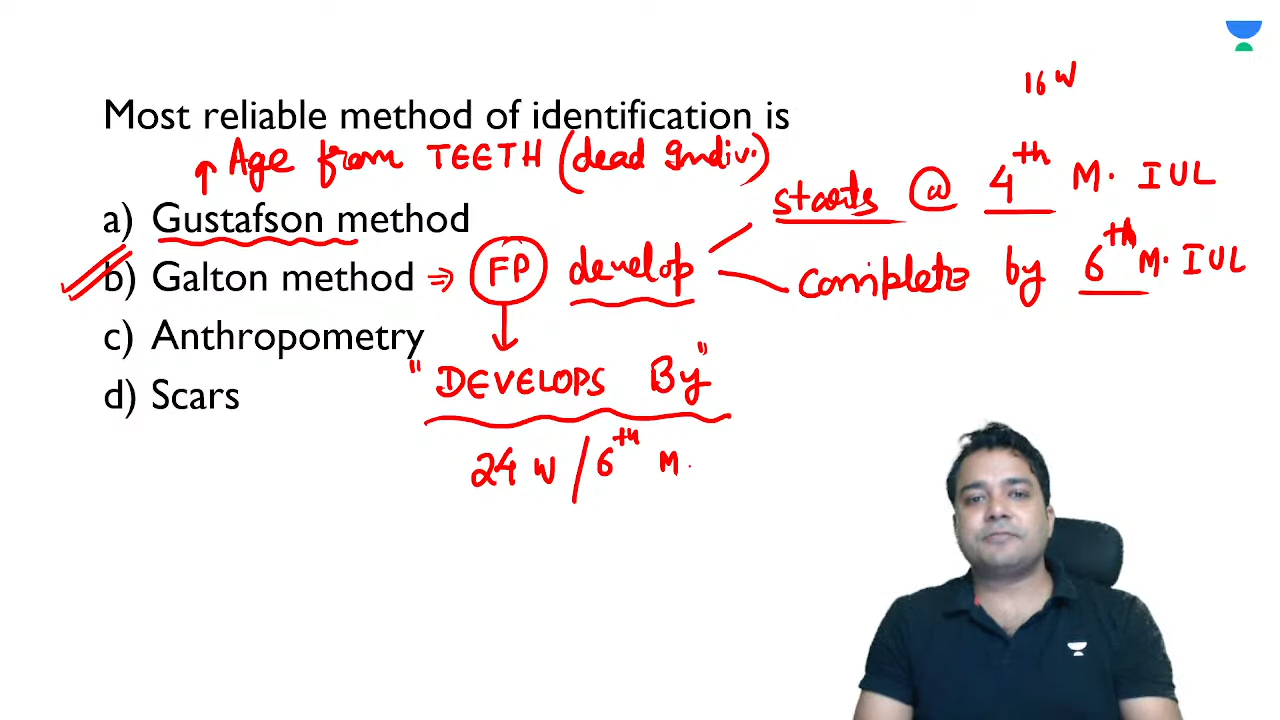 16 W
Most reliable method of identification is
Age from TEETH (dead Indiv.)
starts @ 4th M. IUL
a) Gustafson method
b) Galton method ⇒ FP develop
complete by 6th M. IUL
c) Anthropometry
"DEVELOPS By"
d) Scars
24 W / 6th M.